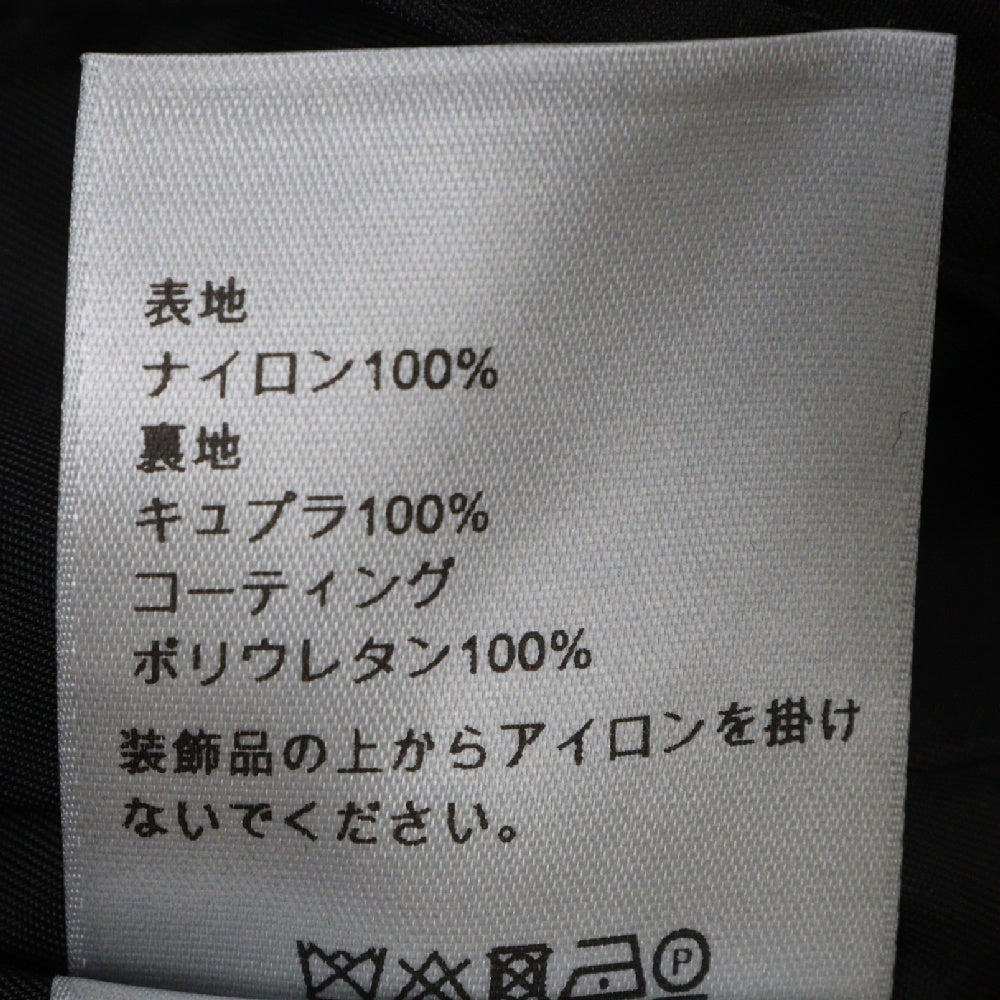 表地
ナイロン100%
裏地
キュプラ100%
コーティング
ポリウレタン100%
装飾品の上からアイロンを掛け
ないでください。
P